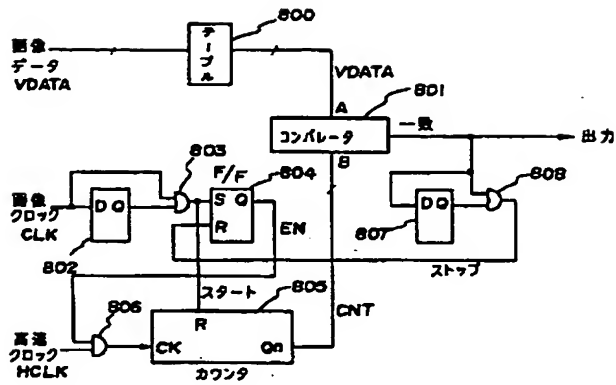 画像
データ
VDATA
テーブル
800
VDATA
801
A
コンパレータ
一致
出力
B
画像
クロック
CLK
D Q
802
803
F/F
S Q
R
804
EN
D Q
807
808
ストップ
スタート
805
高速
クロック
HCLK
806
R
CK
Qn
カウンタ
CNT